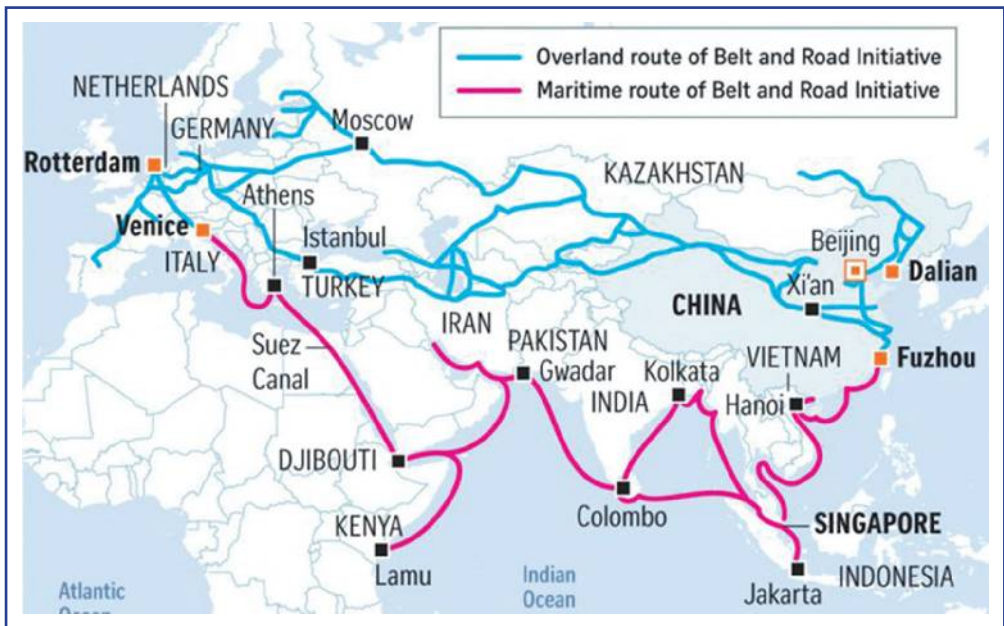 Overland route of Belt and Road Initiative
Maritime route of Belt and Road Initiative
NETHERLANDS
GERMANY
Moscow
Rotterdam
KAZAKHSTAN
Athens
Venice
Istanbul
Beijing
ITALY
TURKEY
Dalian
Xi'an
CHINA
IRAN
Suez
Canal
PAKISTAN
Gwadar
Kolkata
VIETNAM
Fuzhou
INDIA
Hanoi
DJIBOUTI
Colombo
SINGAPORE
KENYA
Lamu
Atlantic
Ocean
Indian
Ocean
Jakarta
INDONESIA